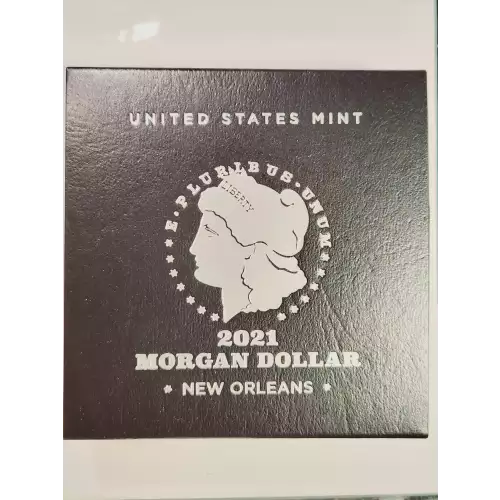 UNITED STATES MINT
E · PLURIBUS · UNUM
LIBERTY
2021
MORGAN DOLLAR
* NEW ORLEANS *